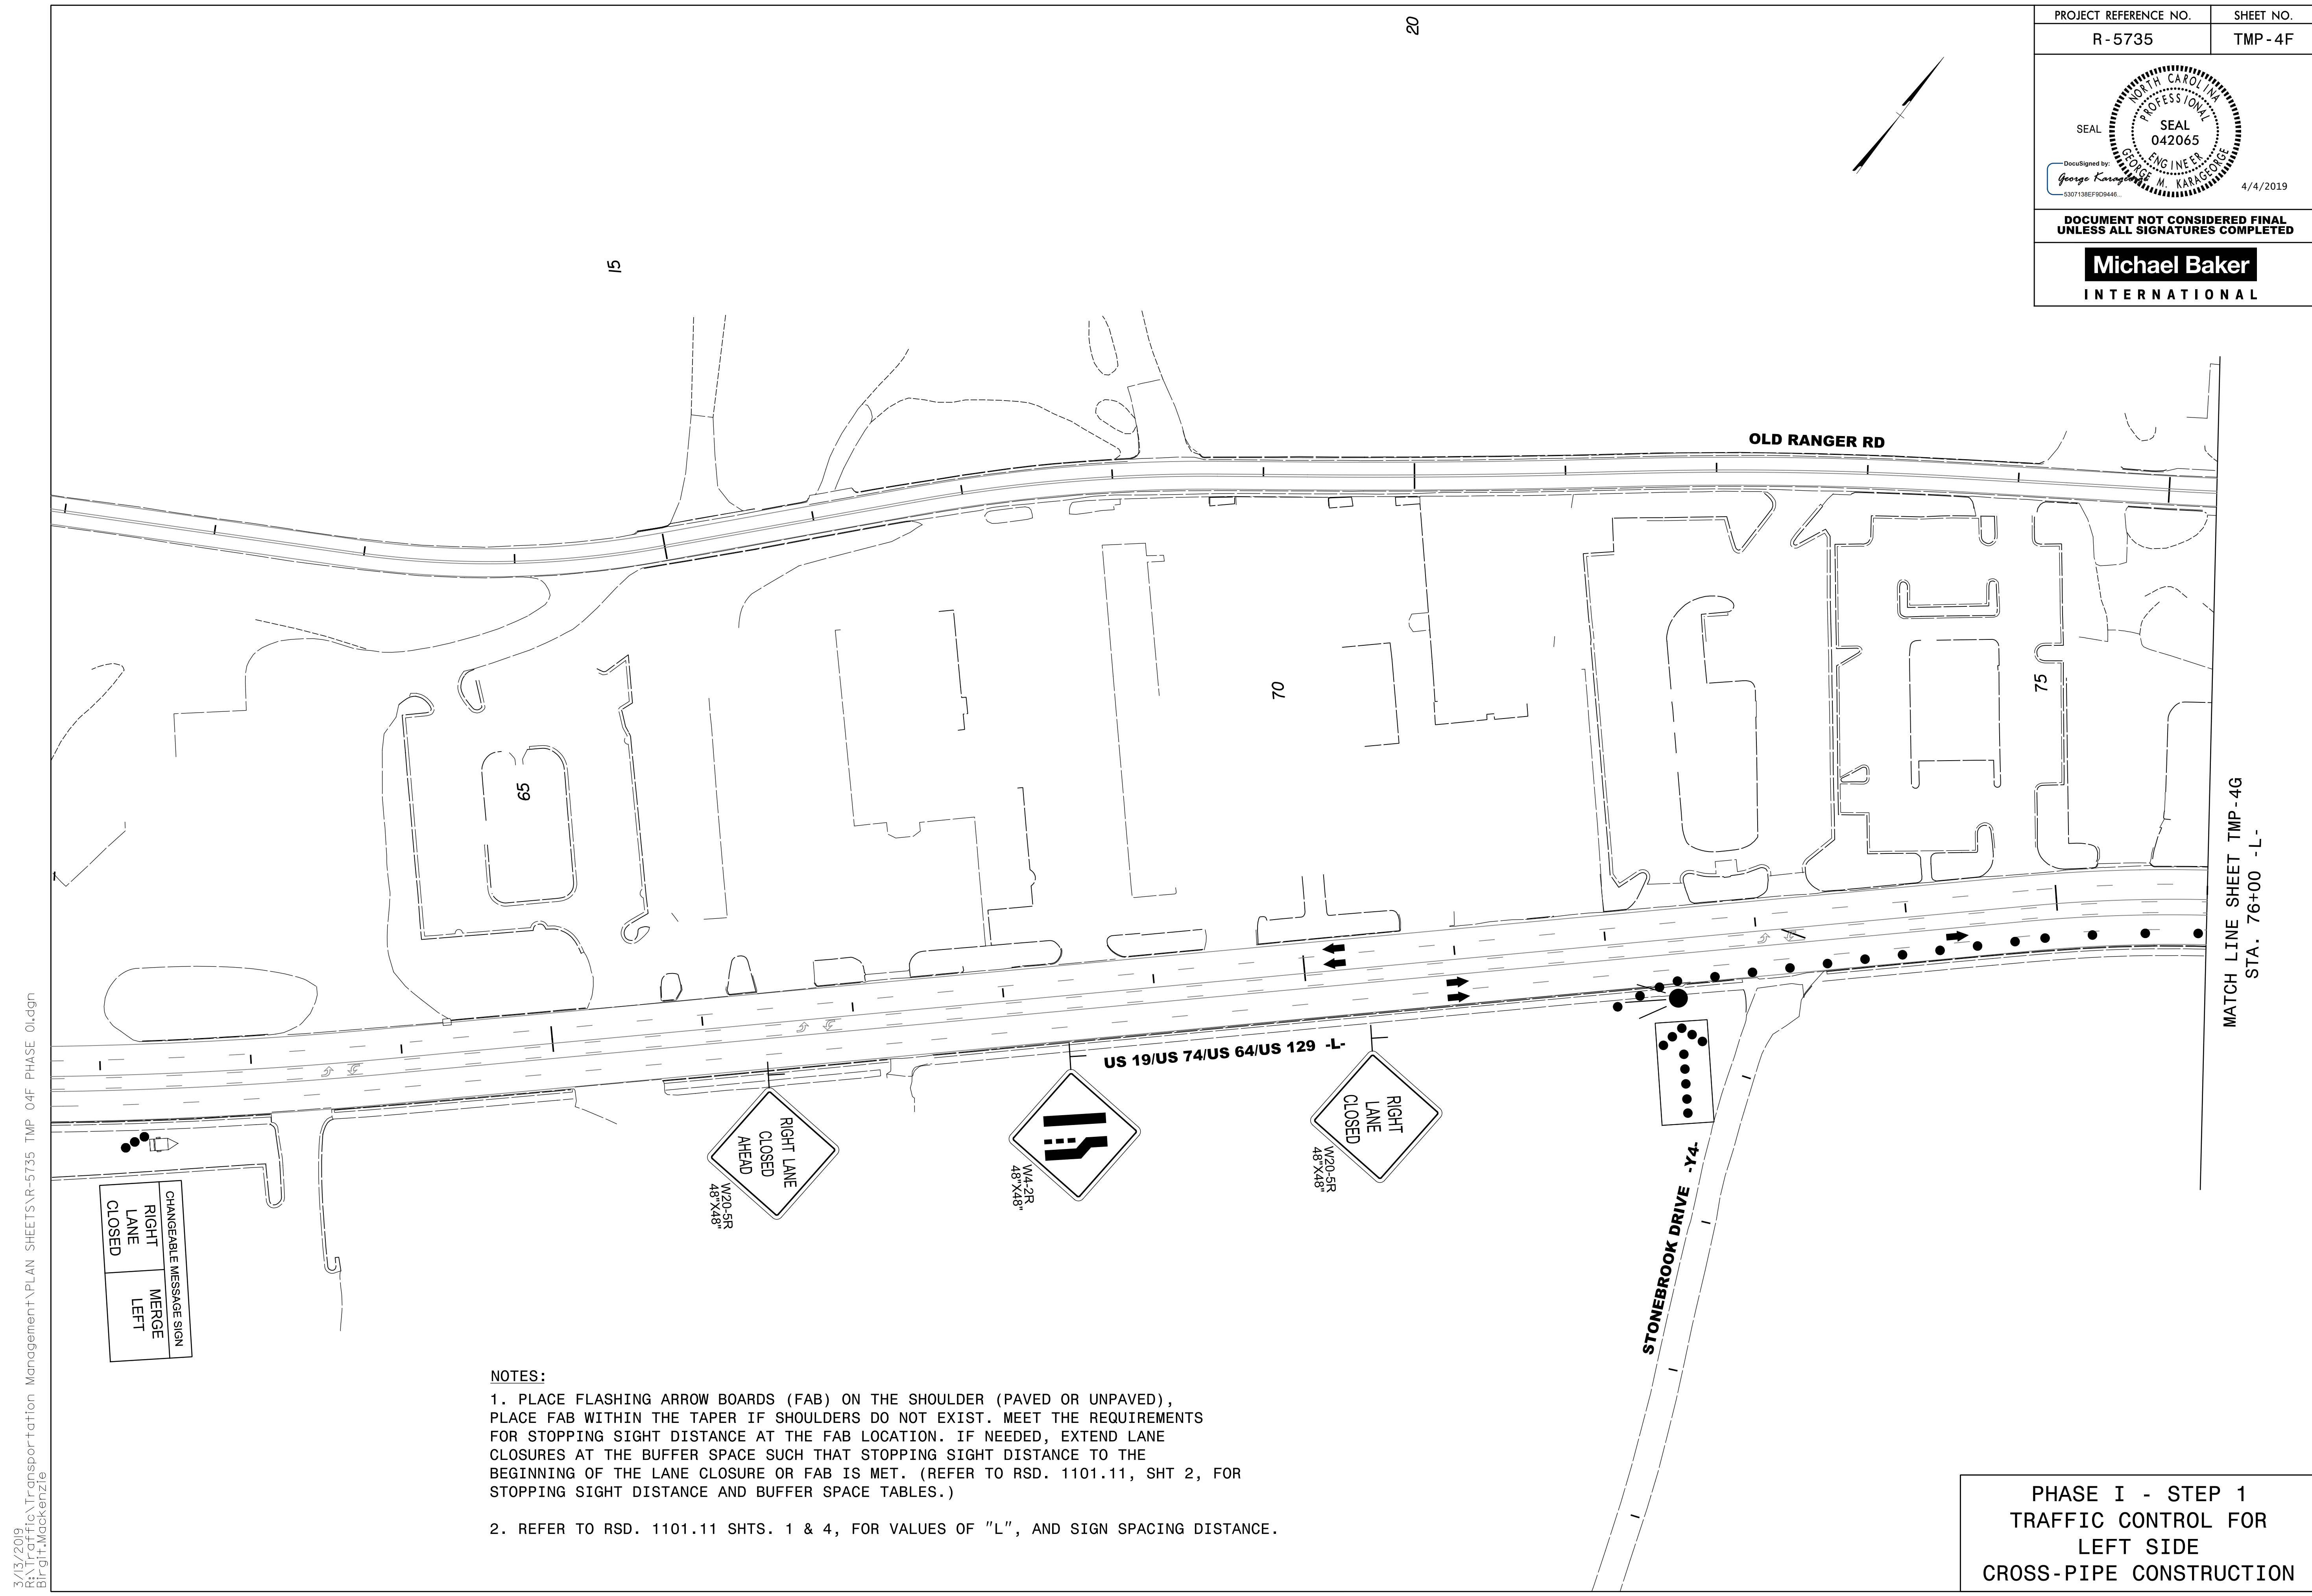 PROJECT REFERENCE NO.
SHEET NO.
R-5735
TMP-4F
NORTH CAROLINA
PROFESSIONAL
SEAL
SEAL
042065
ENGINEER
GEORGE M. KARAGEORGE
DocuSigned by:
George Karageorge
5307138EF9D9446...
4/4/2019
DOCUMENT NOT CONSIDERED FINAL
UNLESS ALL SIGNATURES COMPLETED
Michael Baker
INTERNATIONAL
20
15
OLD RANGER RD
70
75
65
MATCH LINE SHEET TMP-4G
STA. 76+00 -L-
US 19/US 74/US 64/US 129 -L-
RIGHT LANE
CLOSED
AHEAD
W20-5R
48"X48"
W4-2R
48"X48"
RIGHT
LANE
CLOSED
W20-5R
48"X48"
STONEBROOK DRIVE -Y4-
CHANGEABLE MESSAGE SIGN
RIGHT
LANE
CLOSED
MERGE
LEFT
NOTES:
1. PLACE FLASHING ARROW BOARDS (FAB) ON THE SHOULDER (PAVED OR UNPAVED),
PLACE FAB WITHIN THE TAPER IF SHOULDERS DO NOT EXIST. MEET THE REQUIREMENTS
FOR STOPPING SIGHT DISTANCE AT THE FAB LOCATION. IF NEEDED, EXTEND LANE
CLOSURES AT THE BUFFER SPACE SUCH THAT STOPPING SIGHT DISTANCE TO THE
BEGINNING OF THE LANE CLOSURE OR FAB IS MET. (REFER TO RSD. 1101.11, SHT 2, FOR
STOPPING SIGHT DISTANCE AND BUFFER SPACE TABLES.)
2. REFER TO RSD. 1101.11 SHTS. 1 & 4, FOR VALUES OF "L", AND SIGN SPACING DISTANCE.
PHASE I - STEP 1
TRAFFIC CONTROL FOR
LEFT SIDE
CROSS-PIPE CONSTRUCTION
3/13/2019
R:\Traffic\Transportation Management\PLAN SHEETS\R-5735 TMP 04F PHASE 01.dgn
Birgit.Mackenzie